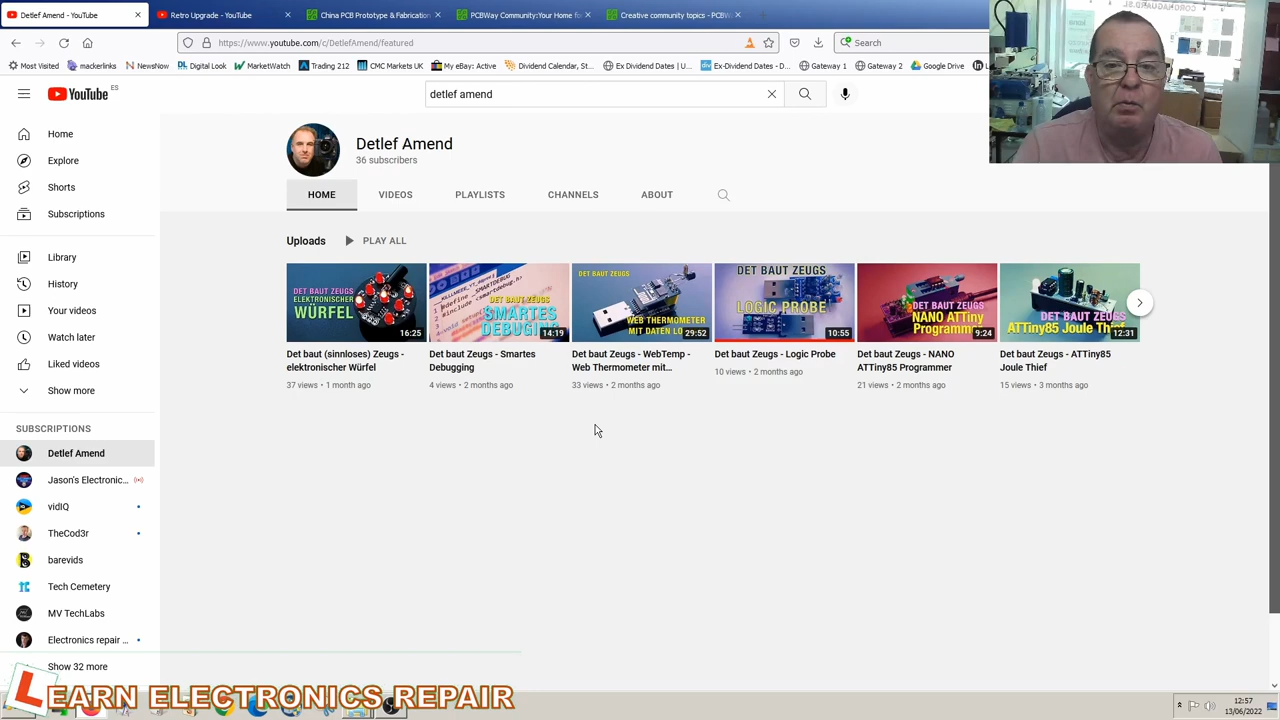 Detlef Amend - YouTube
Retro Upgrade - YouTube
China PCB Prototype & Fabrication
PCBWay Community:Your Home f
Creative community topics - PCBW
https://www.youtube.com/c/DetlefAmend/featured
Search
Most Visited
mackerlinks
NewsNow
Digital Look
MarketWatch
Trading 212
CMC Markets UK
My eBay: Active
Dividend Calendar, St...
Ex Dividend Dates | U...
Ex-Dividend Dates - D...
Gateway 1
Gateway 2
Google Drive
YouTube ES
detlef amend
Home
Explore
Shorts
Subscriptions
Library
History
Your videos
Watch later
Liked videos
Show more
SUBSCRIPTIONS
Detlef Amend
Jason's Electronic...
vidIQ
TheCod3r
barevids
Tech Cemetery
MV TechLabs
Electronics repair ...
Show 32 more
Detlef Amend
36 subscribers
HOME
VIDEOS
PLAYLISTS
CHANNELS
ABOUT
Uploads
PLAY ALL
DET BAUT ZEUGS
ELEKTRONISCHER
WÜRFEL
16:25
Det baut (sinnloses) Zeugs -
elektronischer Würfel
37 views • 1 month ago
DET BAUT ZEUGS
SMARTES
DEBUGING
14:19
Det baut Zeugs - Smartes
Debugging
4 views • 2 months ago
DET BAUT ZEUGS
WEB THERMOMETER
MIT DATEN LO
29:52
Det baut Zeugs - WebTemp -
Web Thermometer mit...
33 views • 2 months ago
DET BAUT ZEUGS
LOGIC PROBE
10:55
Det baut Zeugs - Logic Probe
10 views • 2 months ago
DET BAUT ZEUGS
NANO ATTiny
Programme
9:24
Det baut Zeugs - NANO
ATTiny85 Programmer
21 views • 2 months ago
DET BAUT ZEUGS
ATTiny85 Joule Thief
12:31
Det baut Zeugs - ATTiny85
Joule Thief
15 views • 3 months ago
LEARN ELECTRONICS REPAIR
12:57
13/06/2022